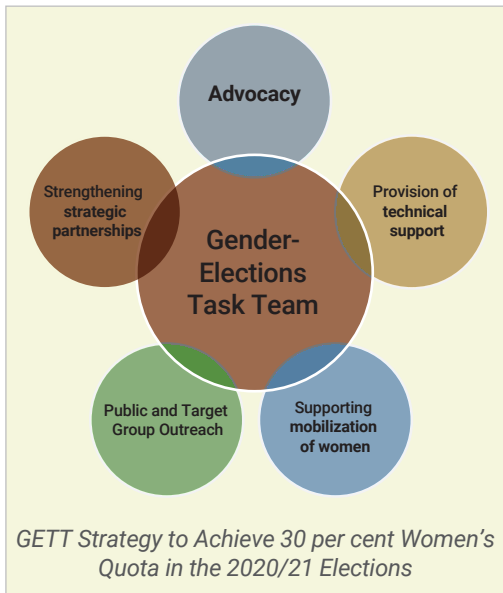 Advocacy
Strengthening
strategic
partnerships
Provision of
technical
support
Gender-
Elections
Task Team
Public and Target
Group Outreach
Supporting
mobilization
of women
GETT Strategy to Achieve 30 per cent Women's
Quota in the 2020/21 Elections